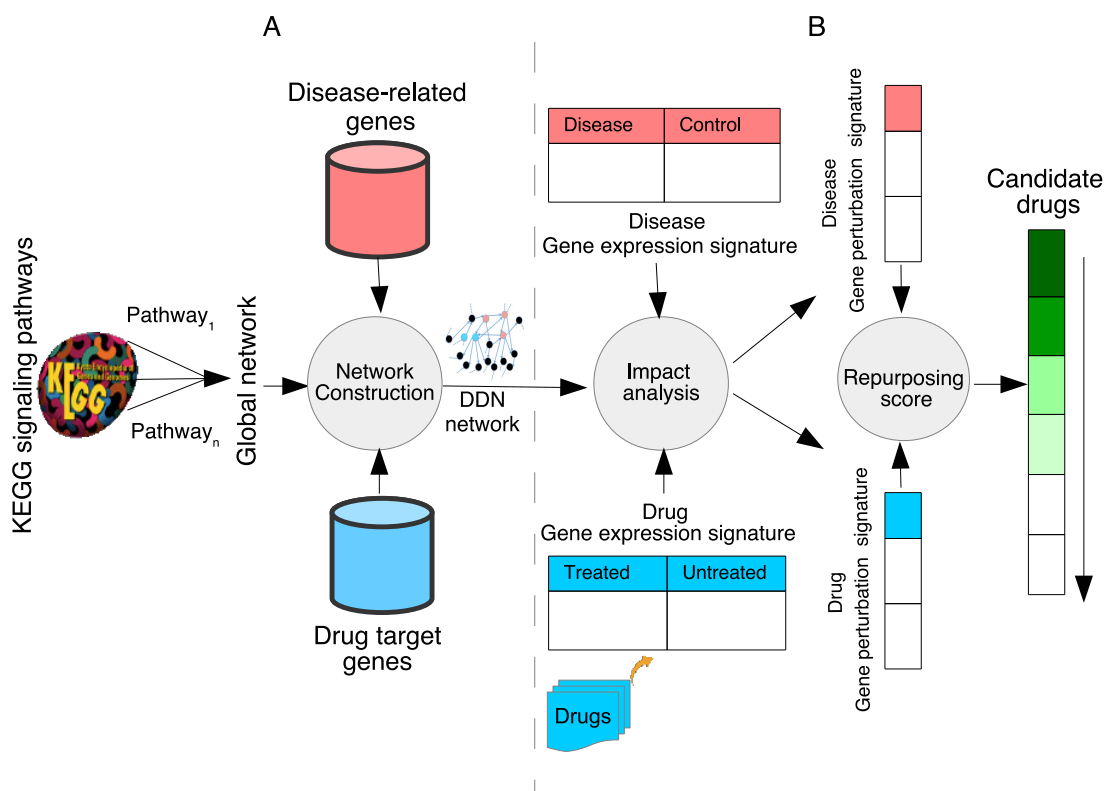 A
B
Disease-related
genes
KEGG signaling pathways
Pathway1
Pathwayn
KEGG
Global network
Network
Construction
DDN
network
Drug target
genes
Disease
Control
Disease
Gene expression signature
Impact
analysis
Drug
Gene expression signature
Treated
Untreated
Drugs
Disease
Gene perturbation signature
Repurposing
score
Drug
Gene perturbation signature
Candidate
drugs